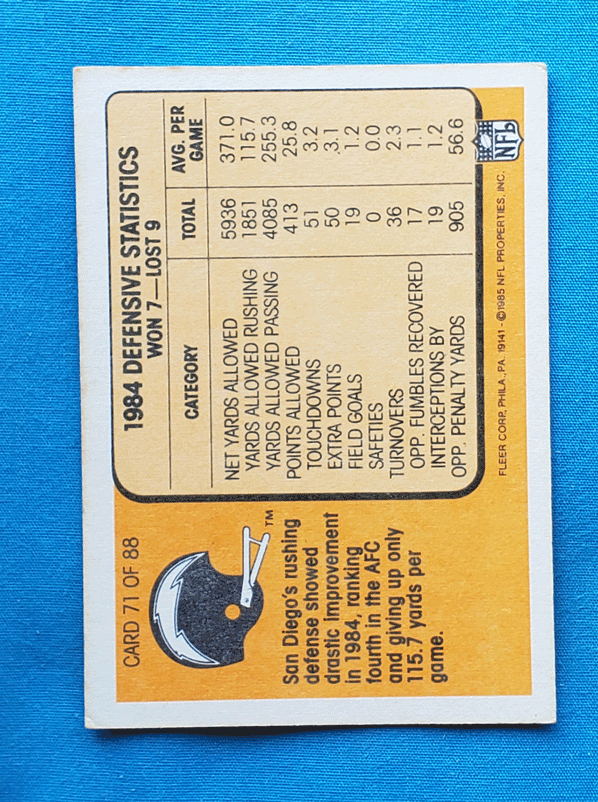 CARD 71 OF 88
TM
San Diego's rushing
defense showed
drastic improvement
in 1984, ranking
fourth in the AFC
and giving up only
115.7 yards per
game.
1984 DEFENSIVE STATISTICS
WON 7—LOST 9
CATEGORY TOTAL AVG. PER GAME
NET YARDS ALLOWED 5936 371.0
YARDS ALLOWED RUSHING 1851 115.7
YARDS ALLOWED PASSING 4085 255.3
POINTS ALLOWED 413 25.8
TOUCHDOWNS 51 3.2
EXTRA POINTS 50 3.1
FIELD GOALS 19 1.2
SAFETIES 0 0.0
TURNOVERS 36 2.3
OPP. FUMBLES RECOVERED 17 1.1
INTERCEPTIONS BY 19 1.2
OPP. PENALTY YARDS 905 56.6
NFL
FLEER CORP. PHILA., PA. 19141 - ©1985 NFL PROPERTIES, INC.